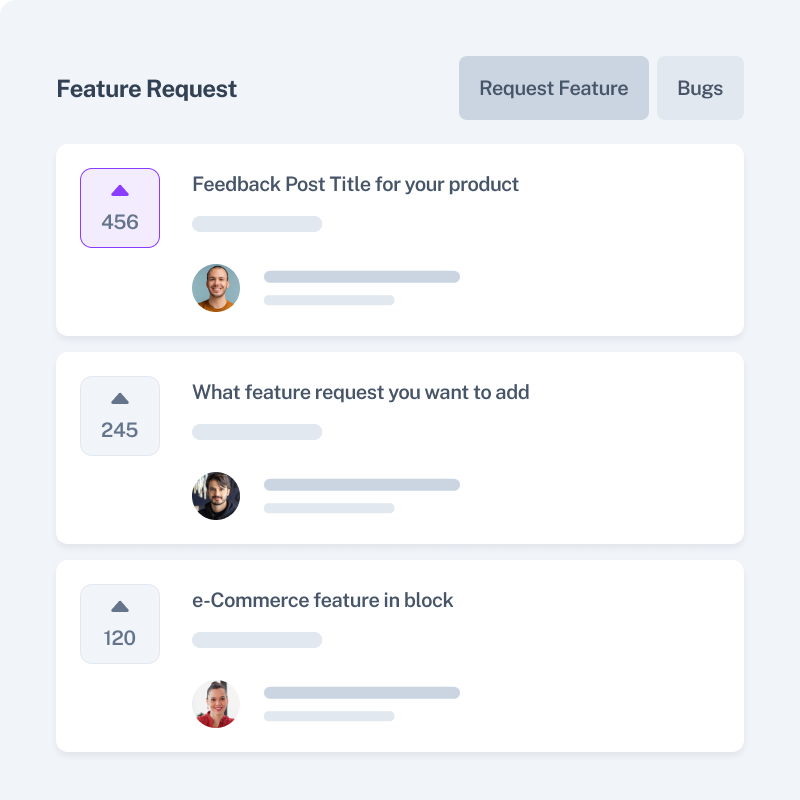 Feature Request
Request Feature
Bugs
Feedback Post Title for your product
456
What feature request you want to add
245
e-Commerce feature in block
120